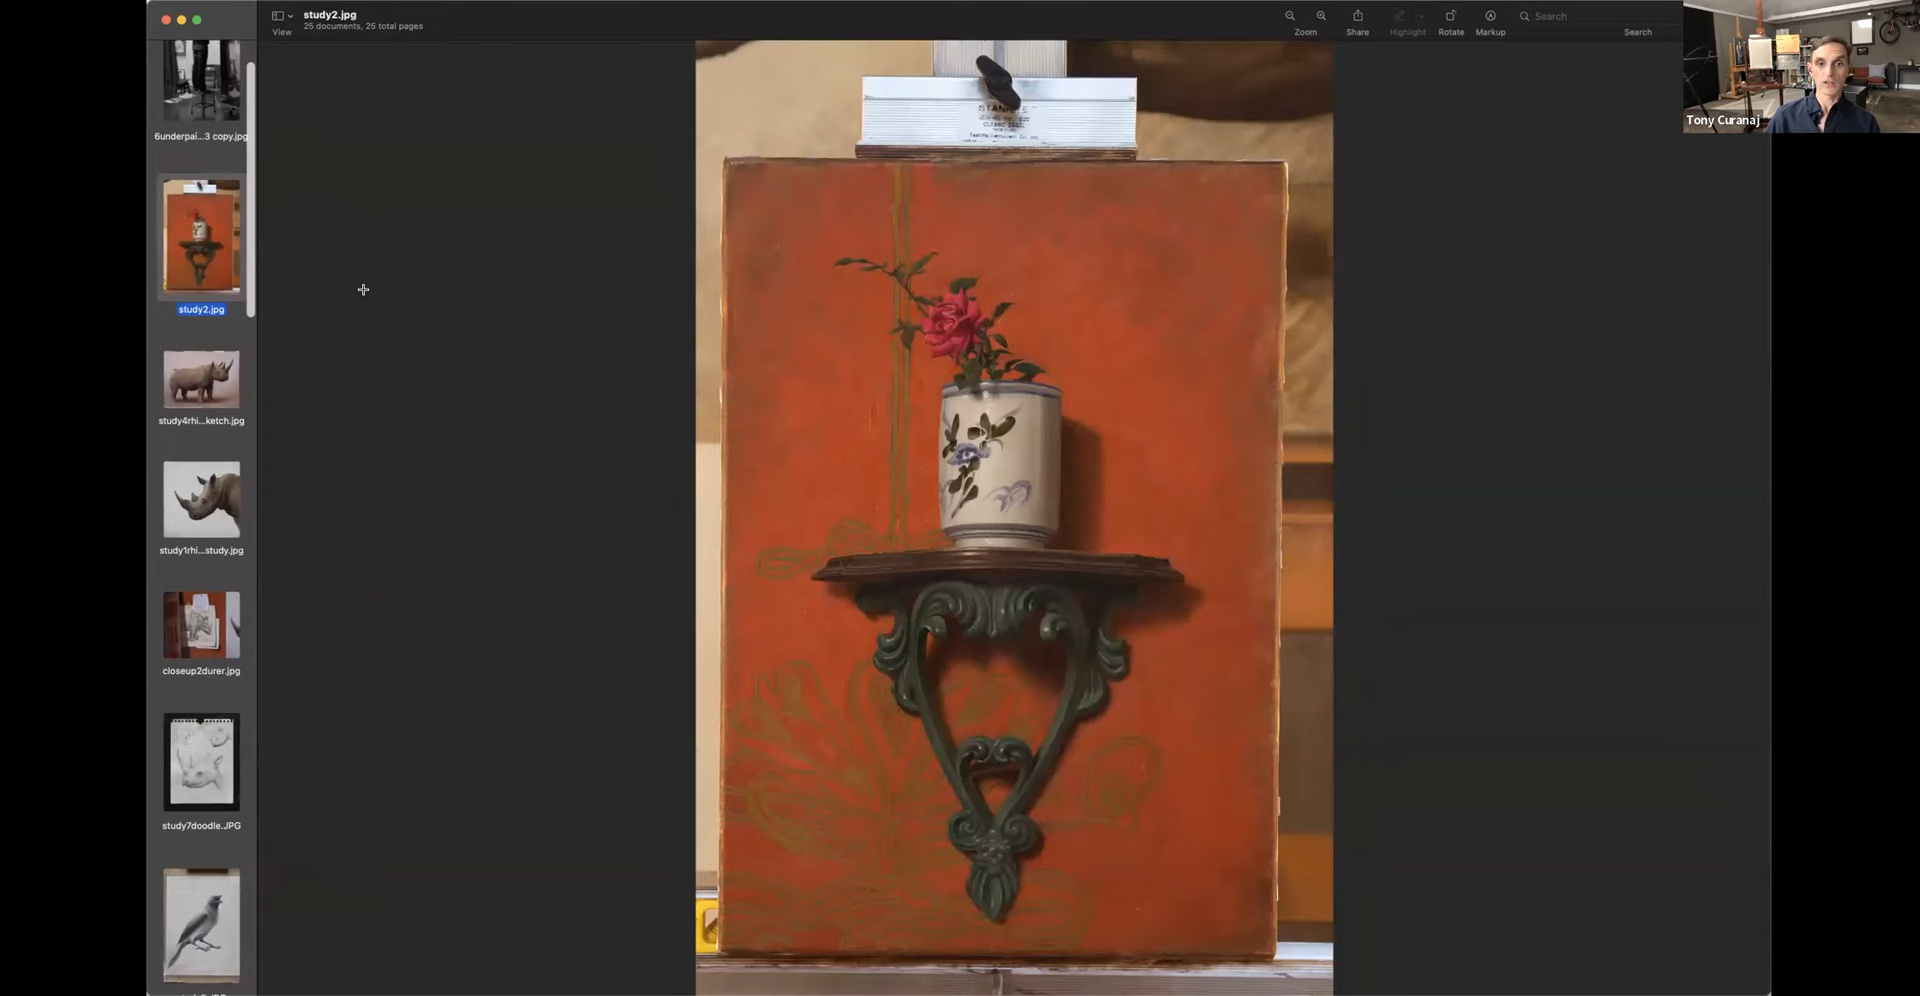 study2.jpg
25 documents, 25 total pages
View
Zoom
Share
Highlight
Rotate
Markup
Search
Search
Tony Curanaj
6underpai...3 copy.jpg
study2.jpg
study4rhi...ketch.jpg
study1rhi...study.jpg
closeup2durer.jpg
study7doodle.JPG